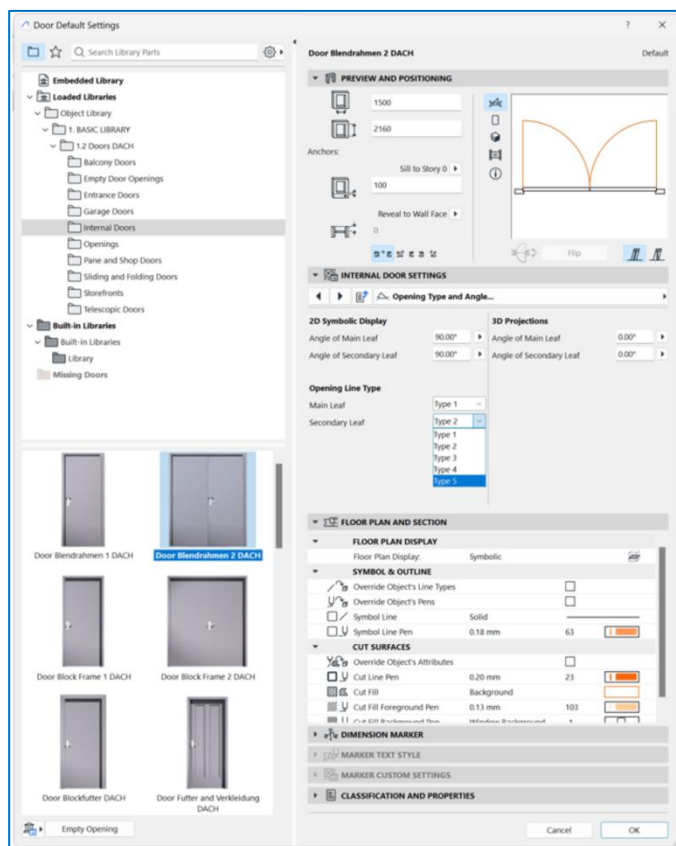 Door Default Settings
? ×
Search Library Parts
Embedded Library
Loaded Libraries
Object Library
1. BASIC LIBRARY
1.2 Doors DACH
Balcony Doors
Empty Door Openings
Entrance Doors
Garage Doors
Internal Doors
Openings
Pane and Shop Doors
Sliding and Folding Doors
Storefronts
Telescopic Doors
Built-in Libraries
Built-in Libraries
Library
Missing Doors
Door Blendrahmen 1 DACH
Door Blendrahmen 2 DACH
Door Block Frame 1 DACH
Door Block Frame 2 DACH
Door Blockfutter DACH
Door Futter und Verkleidung
DACH
Empty Opening
Door Blendrahmen 2 DACH Default
PREVIEW AND POSITIONING
1500
2160
Anchors:
Sill to Story 0
100
Reveal to Wall Face
0
Flip
INTERNAL DOOR SETTINGS
Opening Type and Angle...
2D Symbolic Display 3D Projections
Angle of Main Leaf 90.00° Angle of Main Leaf 0.00°
Angle of Secondary Leaf 90.00° Angle of Secondary Leaf 0.00°
Opening Line Type
Main Leaf Type 1
Secondary Leaf Type 2
Type 1
Type 2
Type 3
Type 4
Type 5
FLOOR PLAN AND SECTION
FLOOR PLAN DISPLAY
Floor Plan Display: Symbolic
SYMBOL & OUTLINE
Override Object's Line Types
Override Object's Pens
Symbol Line Solid
Symbol Line Pen 0.18 mm 63
CUT SURFACES
Override Object's Attributes
Cut Line Pen 0.20 mm 23
Cut Fill Background
Cut Fill Foreground Pen 0.13 mm 103
Cut Fill Background Pen Window Background -1
DIMENSION MARKER
MARKER TEXT STYLE
MARKER CUSTOM SETTINGS
CLASSIFICATION AND PROPERTIES
Cancel OK